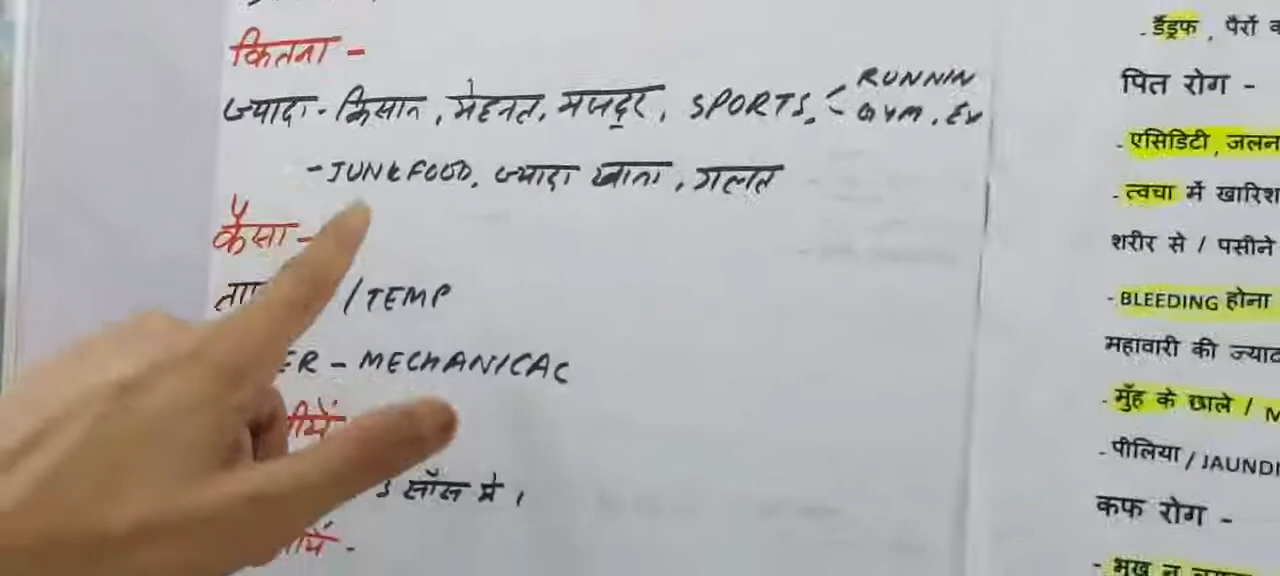 कितना -
ज्यादा - किसान, मेहनत, मजदूर, SPORTS, - RUNNIN
- GYM, EX
- JUNKFOOD, ज्यादा खाना, गलत
कैसा -
/ TEMP
ER - MECHANICAL
साँस मे ।
- डैंड्रफ, पैरों
पित रोग -
- एसिडिटी, जलन
- त्वचा में खारिश
शरीर से / पसीने
- BLEEDING होना
महावारी की
- मुँह के छाले /
- पीलिया / JAUNDI
कफ रोग -
- भूख न